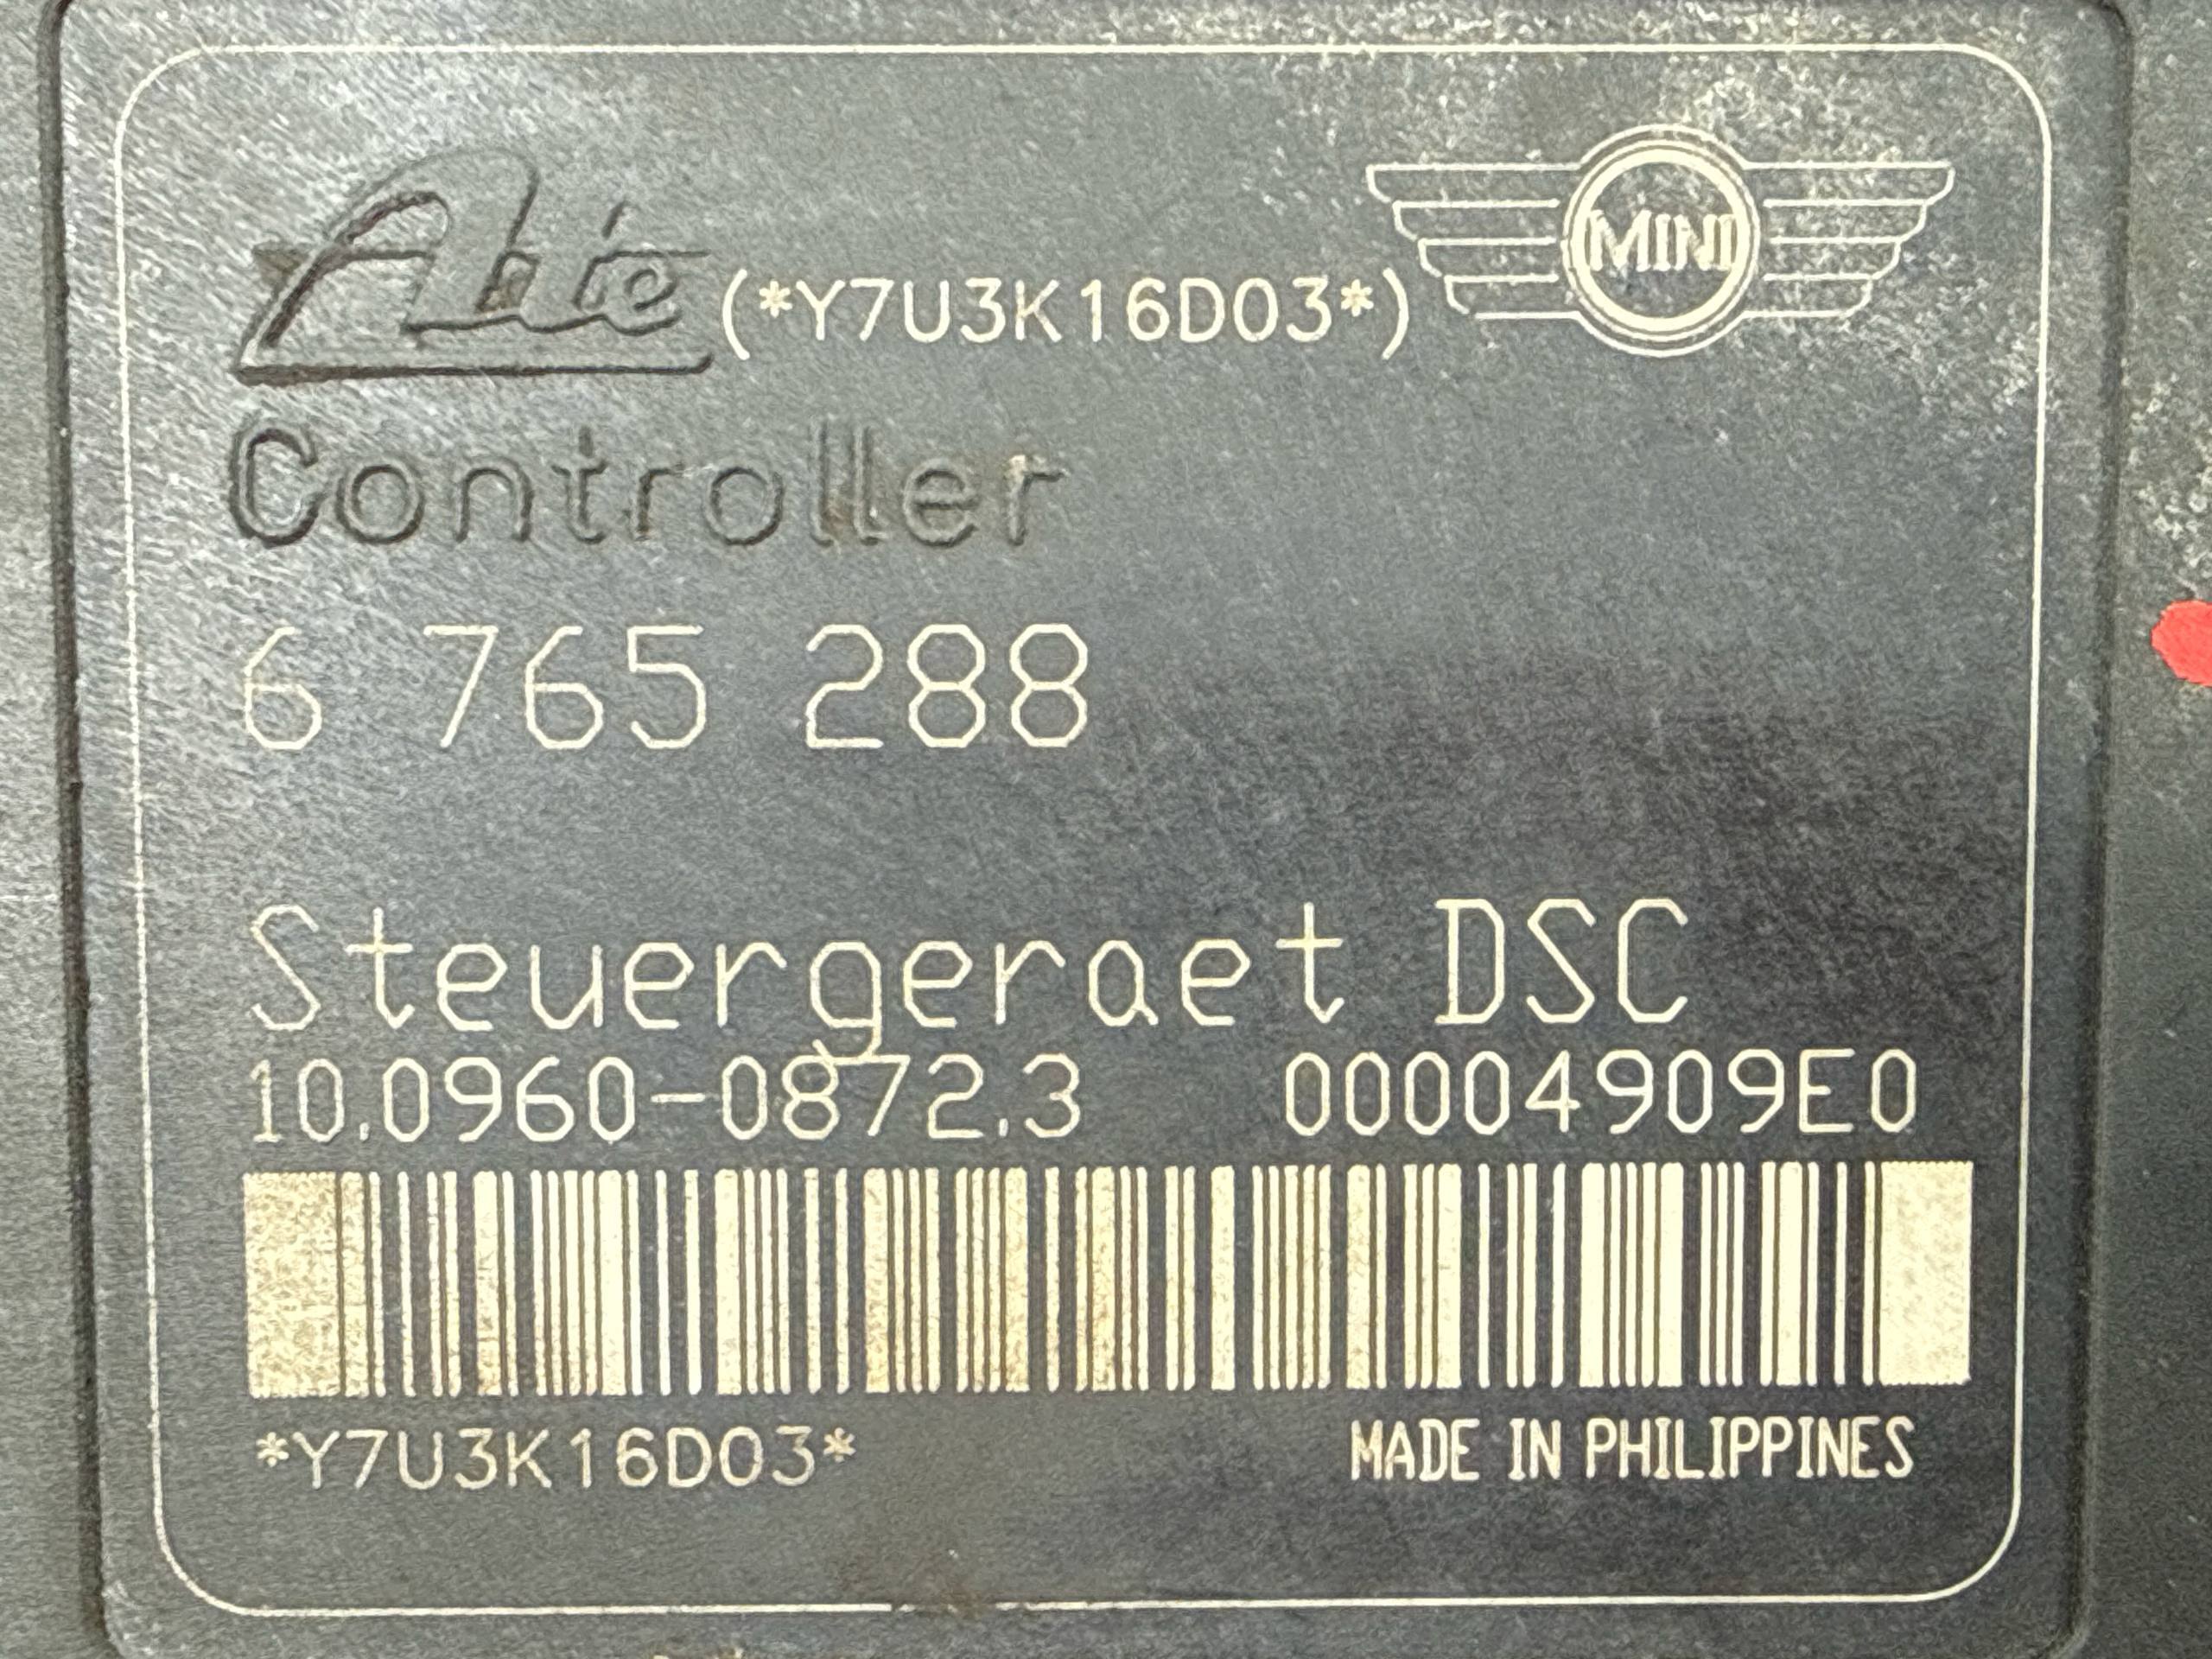 Ate (*Y7U3K16D03*) MINI
Controller
6 765 288
Steuergeraet DSC
10.0960-0872.3 00004909E0
*Y7U3K16D03* MADE IN PHILIPPINES